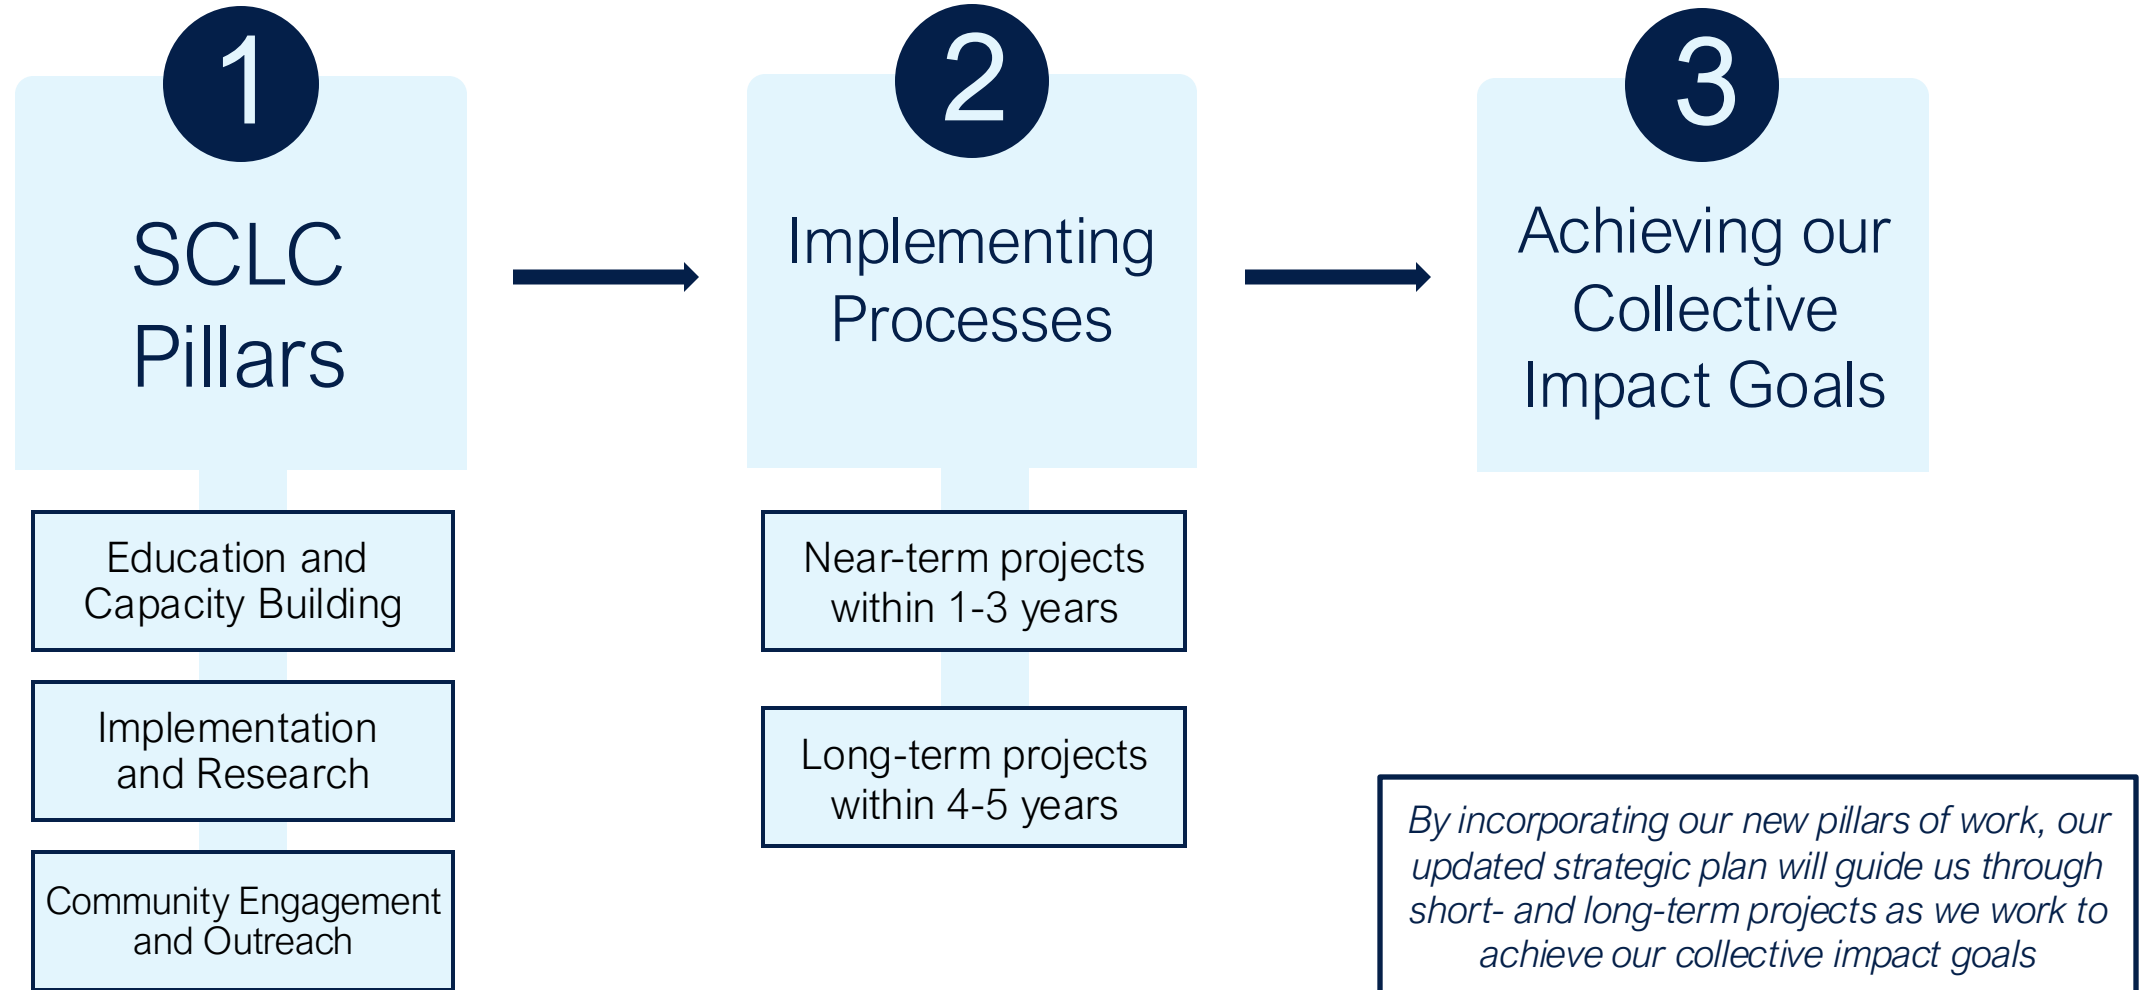 1
SCLC
Pillars
Education and
Capacity Building
Implementation
and Research
Community Engagement
and Outreach
2
Implementing
Processes
Near-term projects
within 1-3 years
Long-term projects
within 4-5 years
3
Achieving our
Collective
Impact Goals
By incorporating our new pillars of work, our
updated strategic plan will guide us through
short- and long-term projects as we work to
achieve our collective impact goals